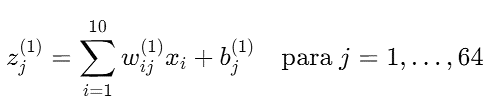 $z_j^{(1)} = \sum_{i=1}^{10} w_{ij}^{(1)} x_i + b_j^{(1)} \quad \text{para } j = 1, \ldots, 64$